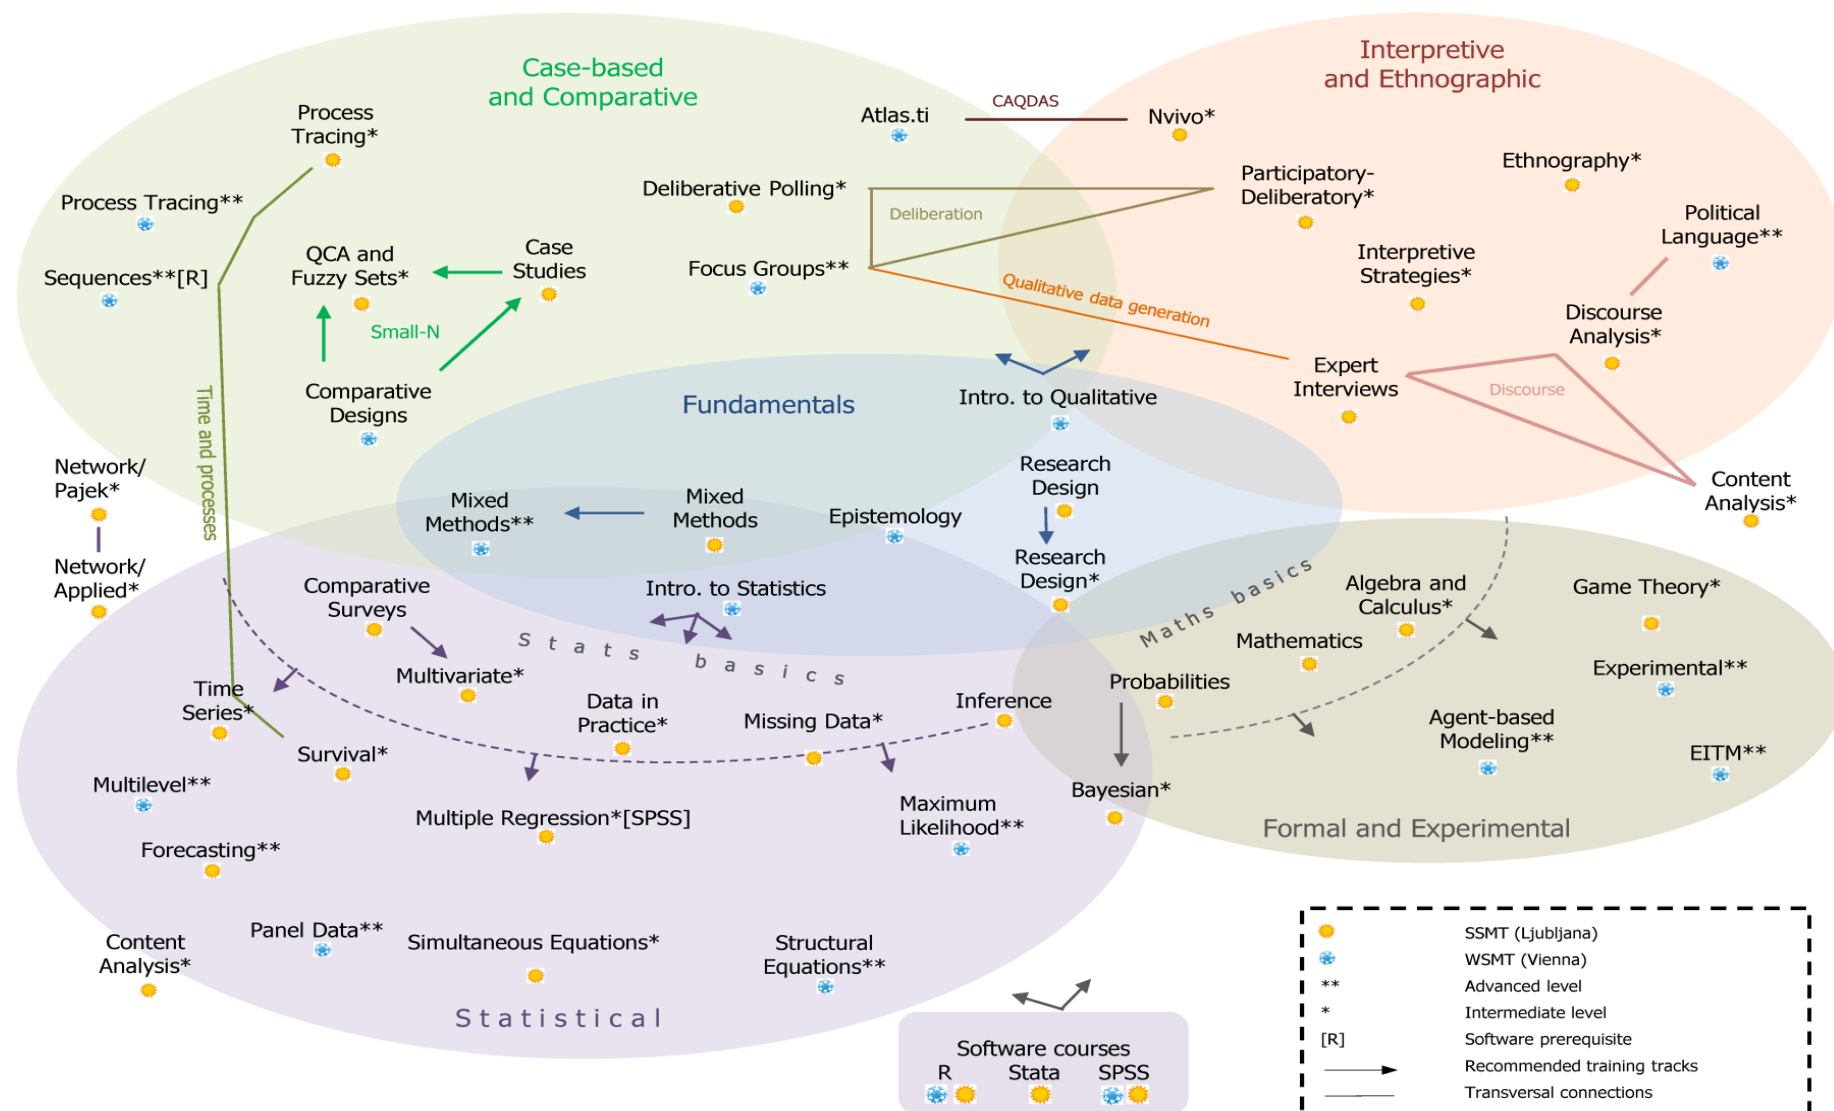 Case-based
and Comparative
Interpretive
and Ethnographic
Process
Tracing*
Atlas.ti
CAQDAS
Nvivo*
Ethnography*
Participatory-
Deliberatory*
Deliberative Polling*
Process Tracing**
Deliberation
Political
Language**
QCA and
Fuzzy Sets*
Case
Studies
Sequences**[R]
Focus Groups**
Interpretive
Strategies*
Qualitative data generation
Small-N
Discourse
Analysis*
Comparative
Designs
Fundamentals
Intro. to Qualitative
Expert
Interviews
Discourse
Time and processes
Network/
Pajek*
Research
Design
Content
Analysis*
Mixed
Methods**
Mixed
Methods
Epistemology
Network/
Applied*
Research
Design*
Comparative
Surveys
Intro. to Statistics
Maths basics
Algebra and
Calculus*
Game Theory*
Stats basics
Mathematics
Multivariate*
Experimental**
Time
Series*
Data in
Practice*
Missing Data*
Inference
Probabilities
Agent-based
Modeling**
Survival*
EITM**
Multilevel**
Bayesian*
Multiple Regression*[SPSS]
Maximum
Likelihood**
Formal and Experimental
Forecasting**
Panel Data**
Content
Analysis*
Simultaneous Equations*
Structural
Equations**
Statistical
Software courses
R Stata SPSS
SSMT (Ljubljana)
WSMT (Vienna)
** Advanced level
* Intermediate level
[R] Software prerequisite
Recommended training tracks
Transversal connections